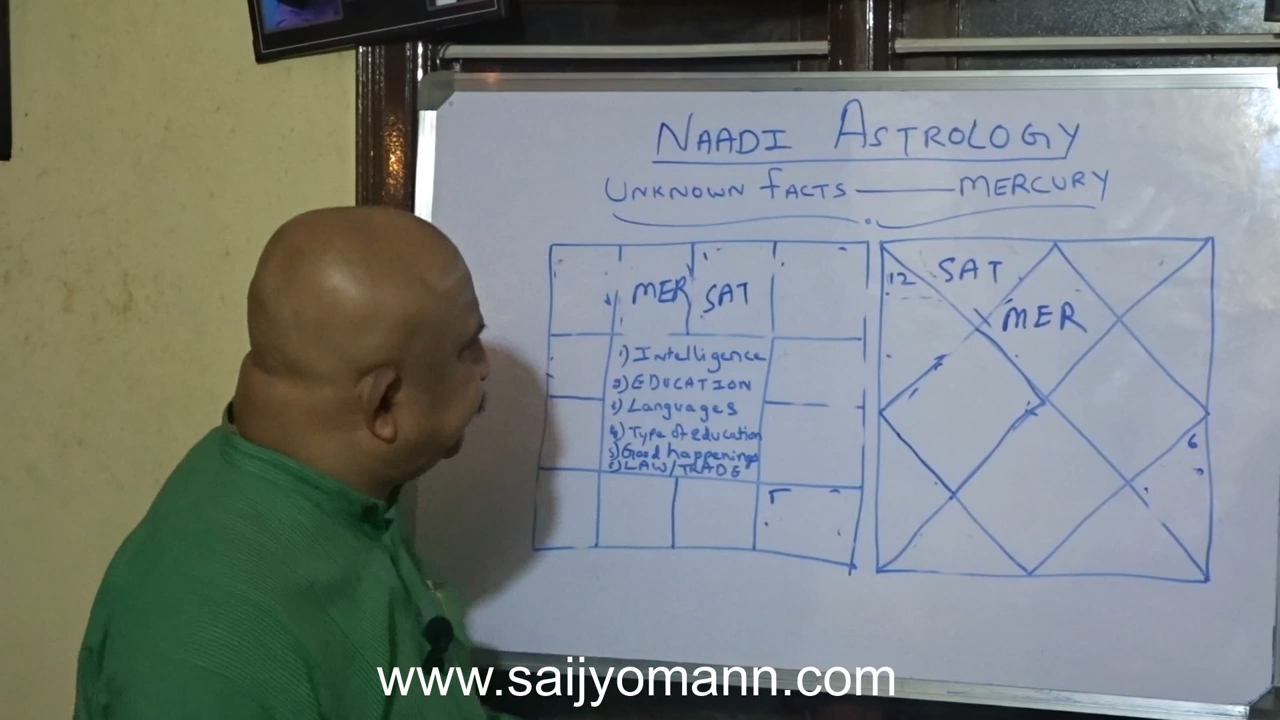 NAADI ASTROLOGY
UNKNOWN FACTS — MERCURY
MER SAT
1) Intelligence
2) EDUCATION
3) Languages
4) Type of education
5) Good happenings
6) LAW/TRADE
12 SAT
MER
6
www.saijyomann.com